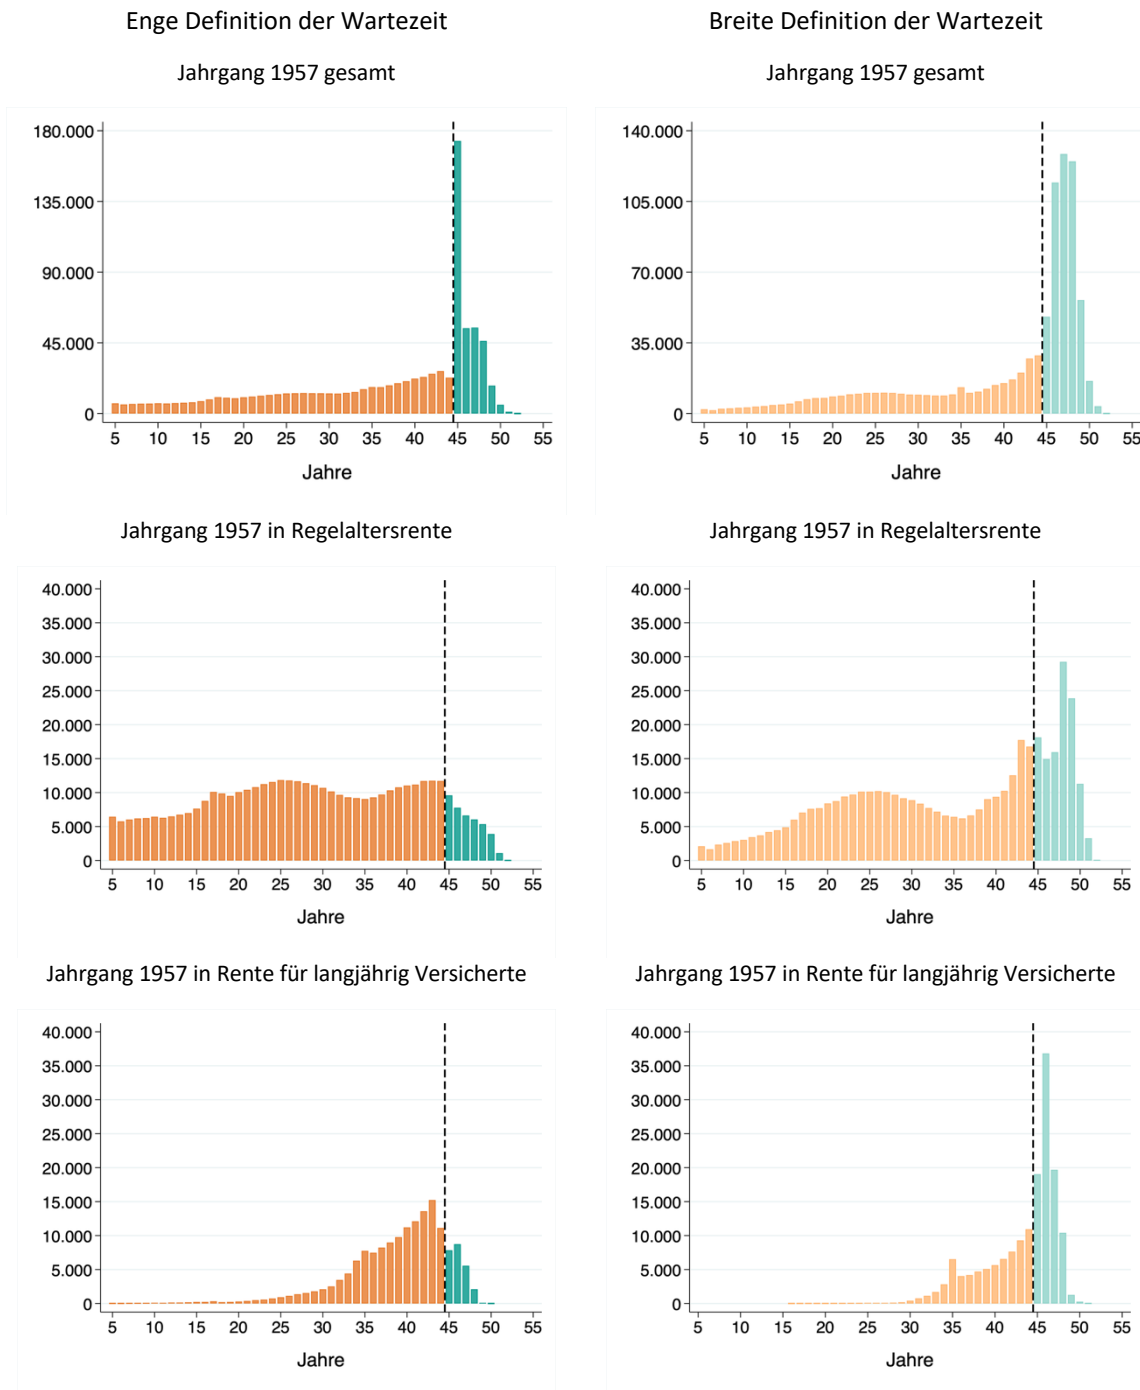 Enge Definition der Wartezeit
Breite Definition der Wartezeit
Jahrgang 1957 gesamt
Jahrgang 1957 gesamt
180.000
135.000
90.000
45.000
0
5 10 15 20 25 30 35 40 45 50 55
Jahre
140.000
105.000
70.000
35.000
0
5 10 15 20 25 30 35 40 45 50 55
Jahre
Jahrgang 1957 in Regelaltersrente
Jahrgang 1957 in Regelaltersrente
40.000
35.000
30.000
25.000
20.000
15.000
10.000
5.000
0
5 10 15 20 25 30 35 40 45 50 55
Jahre
40.000
35.000
30.000
25.000
20.000
15.000
10.000
5.000
0
5 10 15 20 25 30 35 40 45 50 55
Jahre
Jahrgang 1957 in Rente für langjährig Versicherte
Jahrgang 1957 in Rente für langjährig Versicherte
40.000
35.000
30.000
25.000
20.000
15.000
10.000
5.000
0
5 10 15 20 25 30 35 40 45 50 55
Jahre
40.000
35.000
30.000
25.000
20.000
15.000
10.000
5.000
0
5 10 15 20 25 30 35 40 45 50 55
Jahre